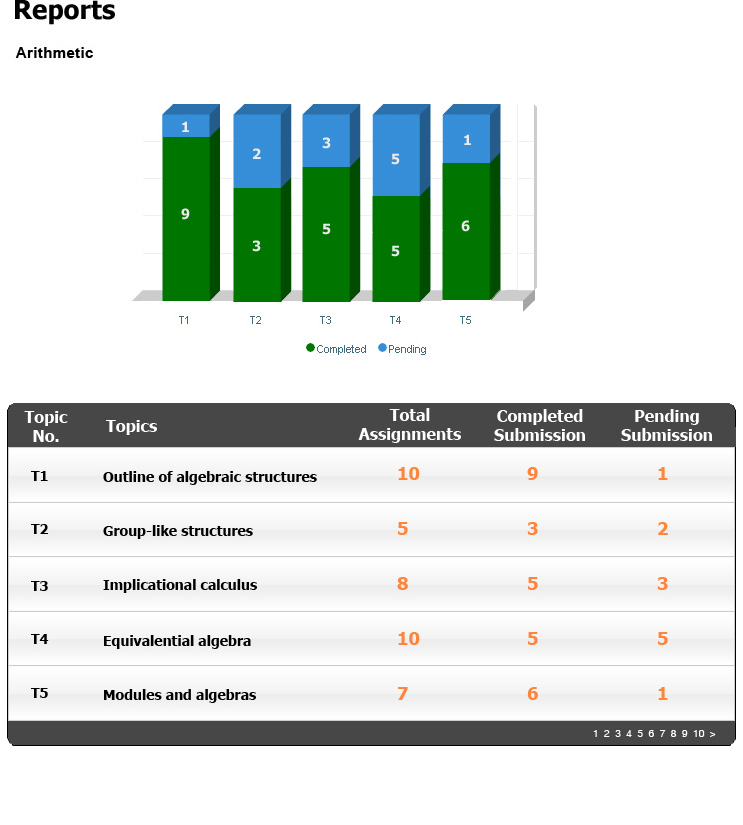 Reports
Arithmetic
1 2 3 5 1
9 3 5 5 6
T1 T2 T3 T4 T5
Completed Pending
Topic No. Topics Total Assignments Completed Submission Pending Submission
T1 Outline of algebraic structures 10 9 1
T2 Group-like structures 5 3 2
T3 Implicational calculus 8 5 3
T4 Equivalential algebra 10 5 5
T5 Modules and algebras 7 6 1
1 2 3 4 5 6 7 8 9 10 >